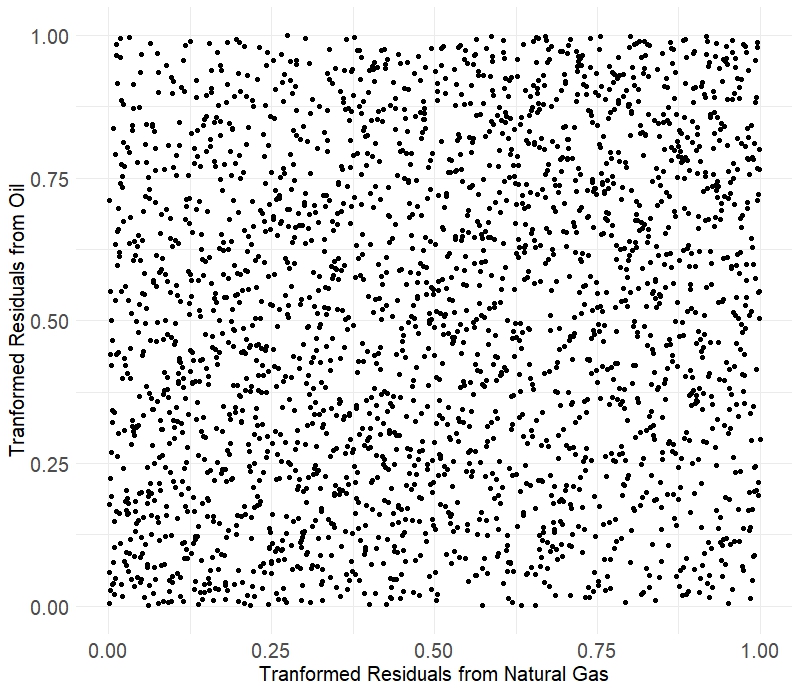 1.00
0.75
0.50
0.25
0.00
Tranformed Residuals from Oil
0.00 0.25 0.50 0.75 1.00
Tranformed Residuals from Natural Gas